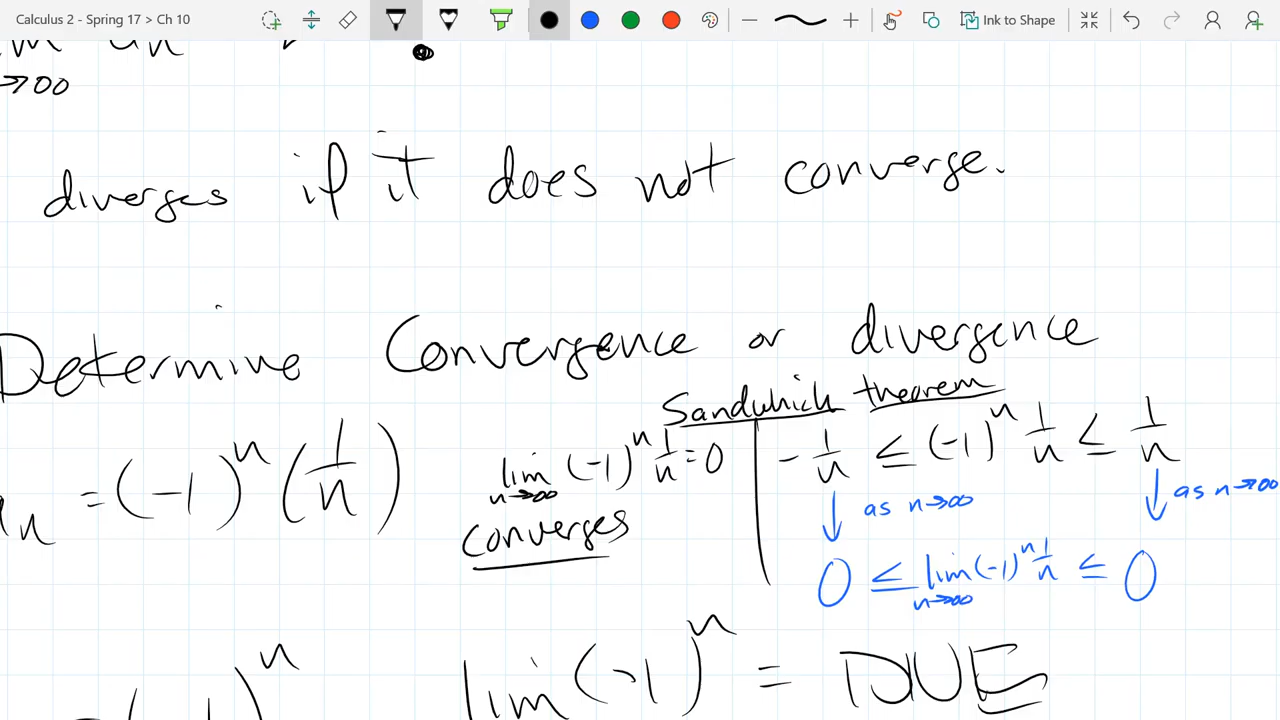 Calculus 2 - Spring 17 > Ch 10
Ink to Shape
→∞
diverges if it does not converge.
Determine Convergence or divergence
Sandwhich theorem
aₙ = (-1)ⁿ (1/n)
lim n→∞ (-1)ⁿ 1/n = 0
converges
-1/n ≤ (-1)ⁿ 1/n ≤ 1/n
as n→∞ as n→∞
0 ≤ lim n→∞ (-1)ⁿ 1/n ≤ 0
lim (-1)ⁿ = DNE